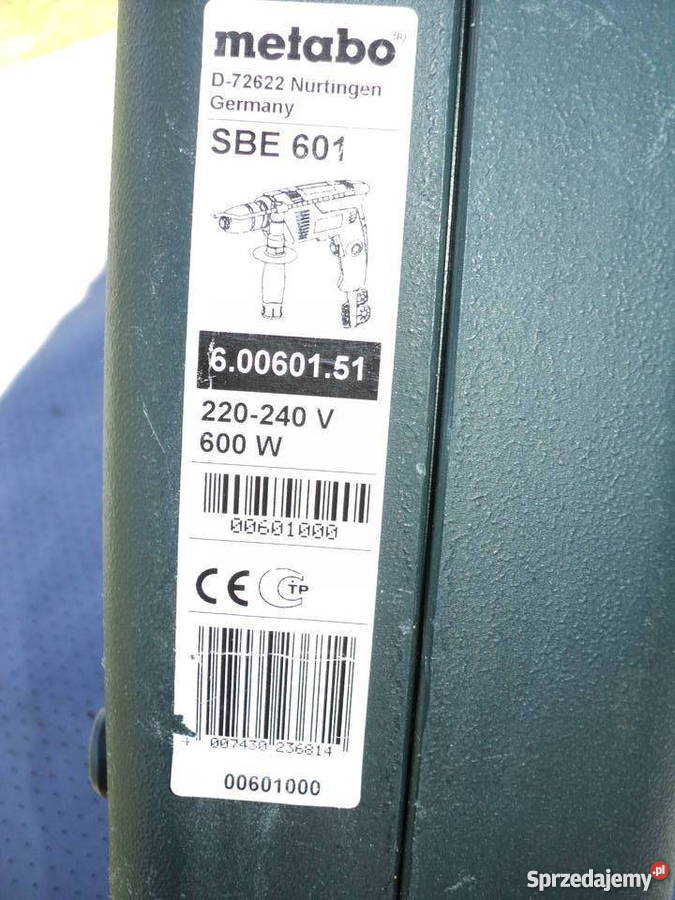 metabo®
D-72622 Nurtingen
Germany
SBE 601
6.00601.51
220-240 V
600 W
00601000
CE C TP
4 007430 236814
00601000
Sprzedajemy.pl